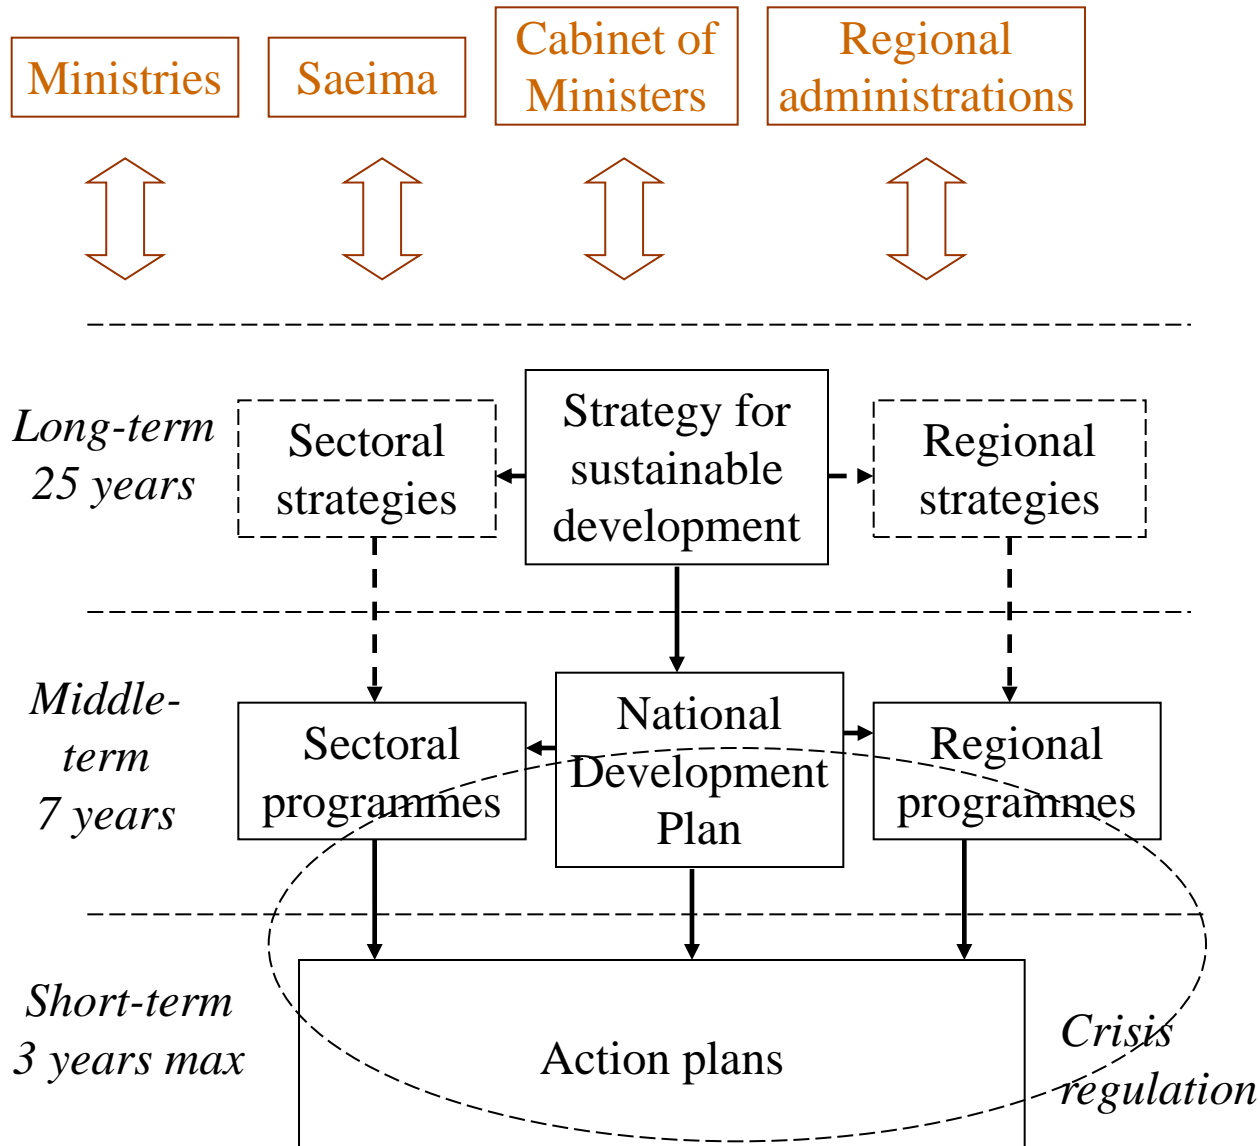 Ministries
Saeima
Cabinet of
Ministers
Regional
administrations
Long-term
25 years
Sectoral
strategies
Strategy for
sustainable
development
Regional
strategies
Middle-
term
7 years
Sectoral
programmes
National
Development
Plan
Regional
programmes
Short-term
3 years max
Action plans
Crisis
regulation